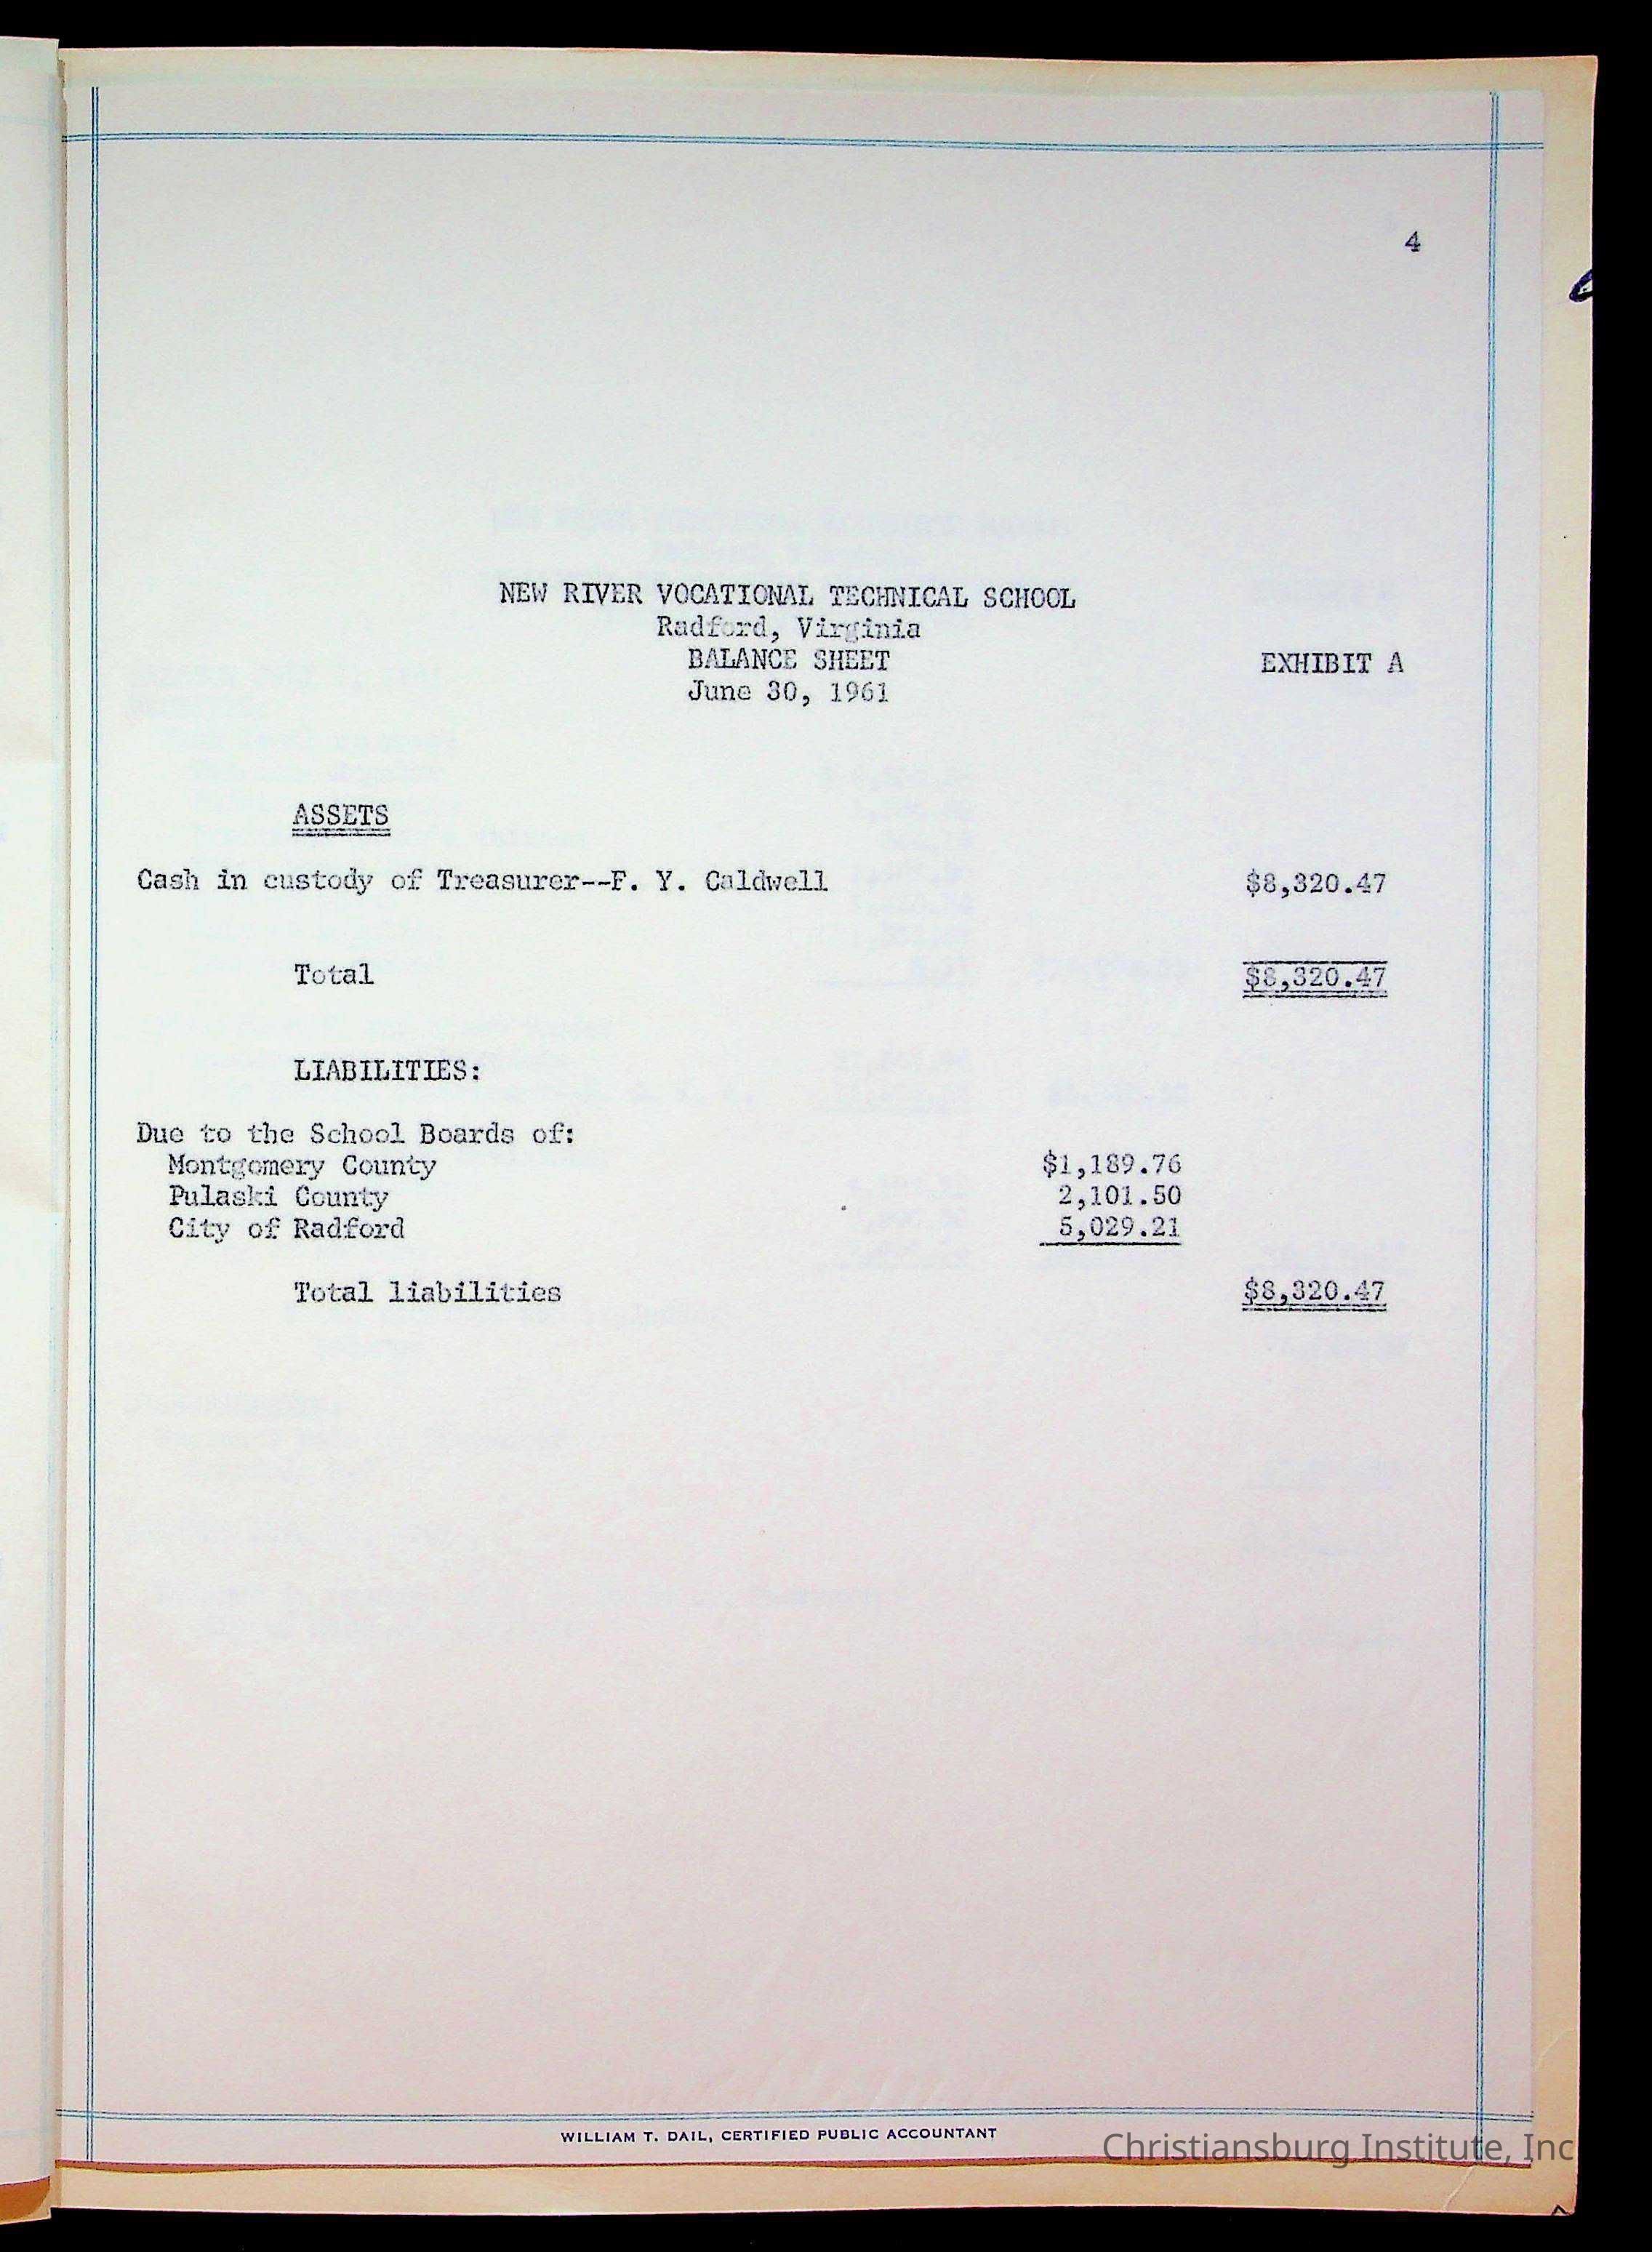 4
NEW RIVER VOCATIONAL TECHNICAL SCHOOL
Radford, Virginia
BALANCE SHEET EXHIBIT A
June 30, 1961
ASSETS
Cash in custody of Treasurer--F. Y. Caldwell $8,320.47
Total $8,320.47
LIABILITIES:
Due to the School Boards of:
Montgomery County $1,189.76
Pulaski County 2,101.50
City of Radford 5,029.21
Total liabilities $8,320.47
WILLIAM T. DAIL, CERTIFIED PUBLIC ACCOUNTANT
Christiansburg Institute, Inc